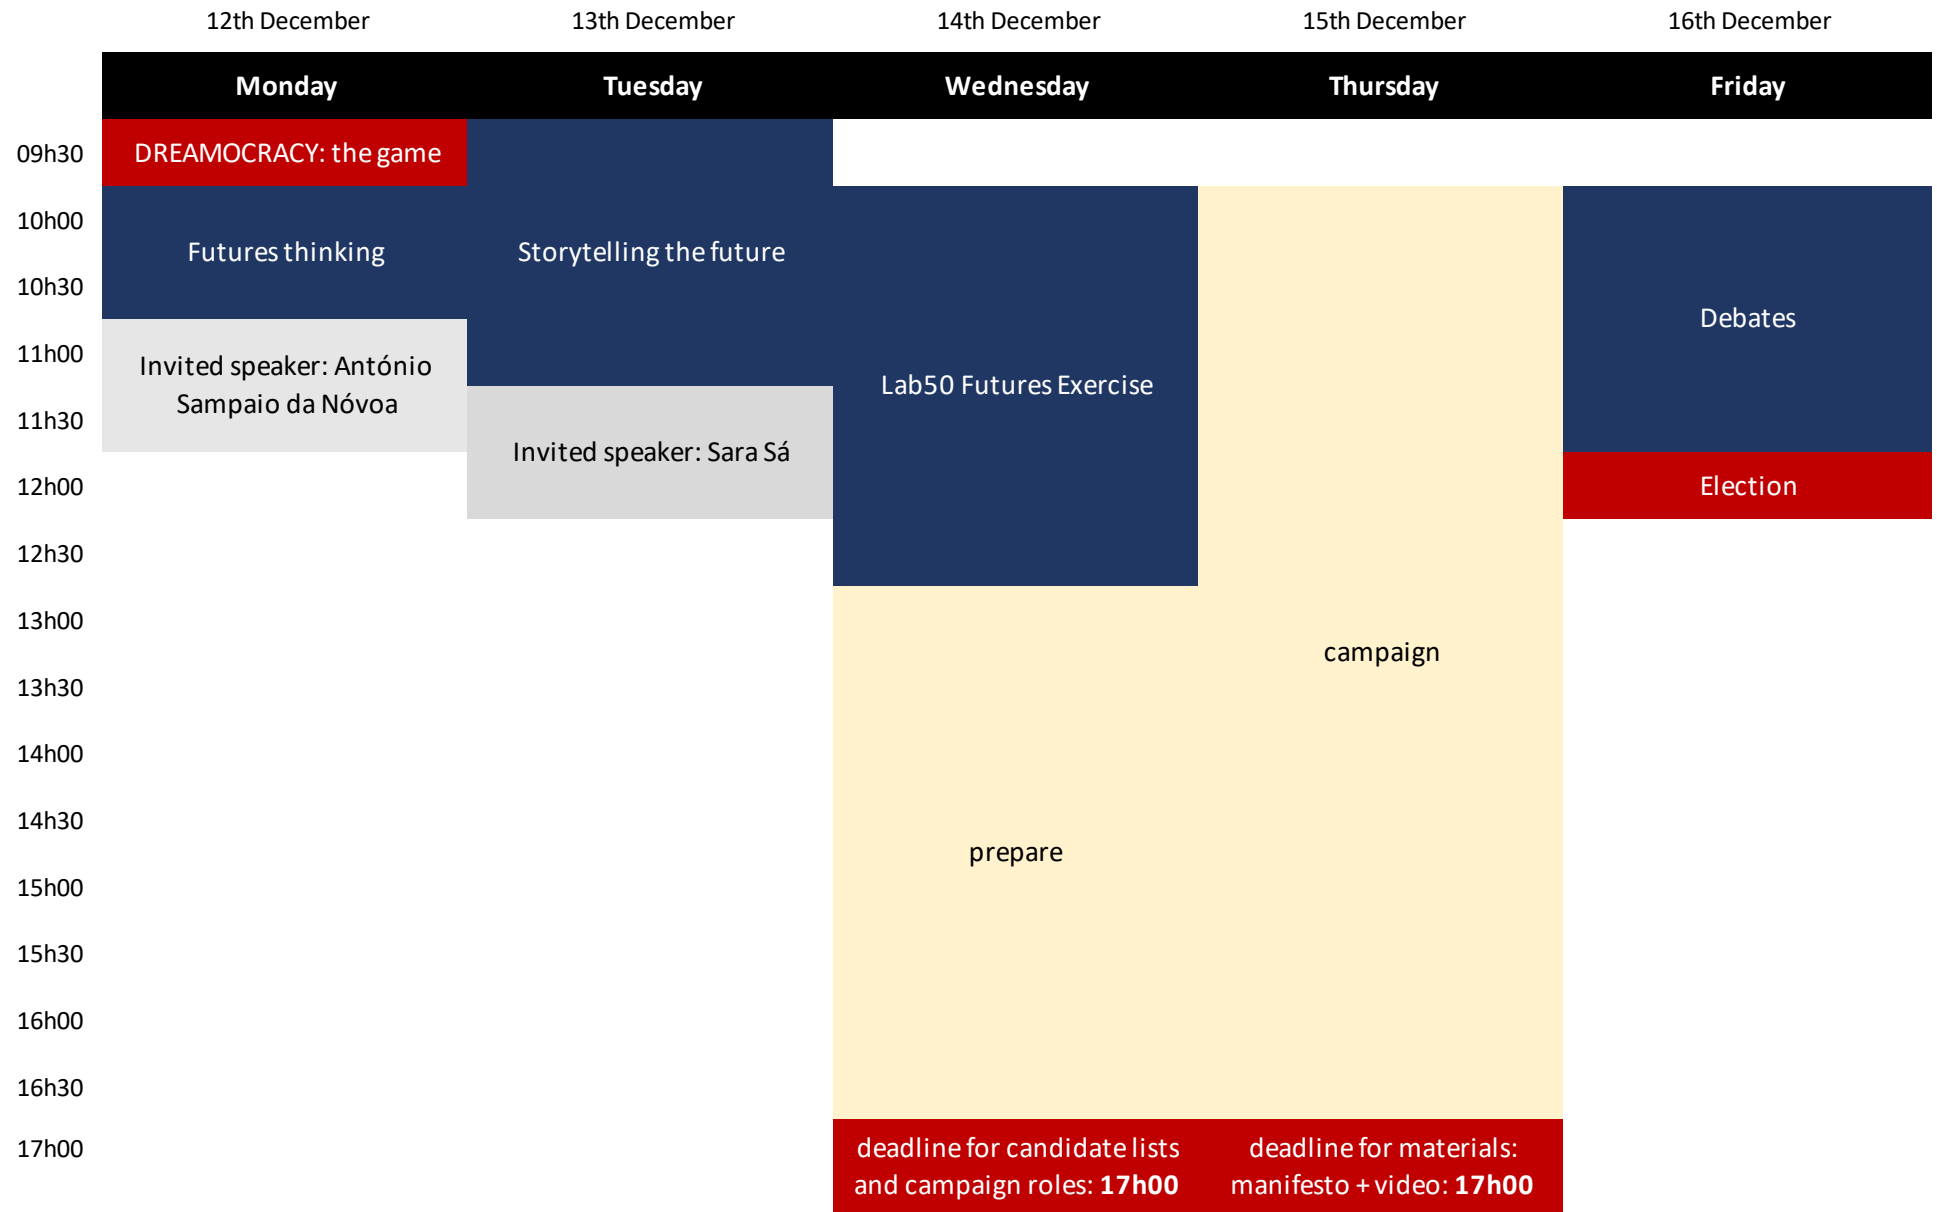 12th December
13th December
14th December
15th December
16th December
Monday
Tuesday
Wednesday
Thursday
Friday
09h30
DREAMOCRACY: the game
10h00
Futures thinking
Storytelling the future
10h30
Debates
11h00
Invited speaker: António
Sampaio da Nóvoa
Lab50 Futures Exercise
11h30
Invited speaker: Sara Sá
12h00
Election
12h30
13h00
campaign
13h30
14h00
14h30
prepare
15h00
15h30
16h00
16h30
17h00
deadline for candidate lists
and campaign roles: 17h00
deadline for materials:
manifesto + video: 17h00